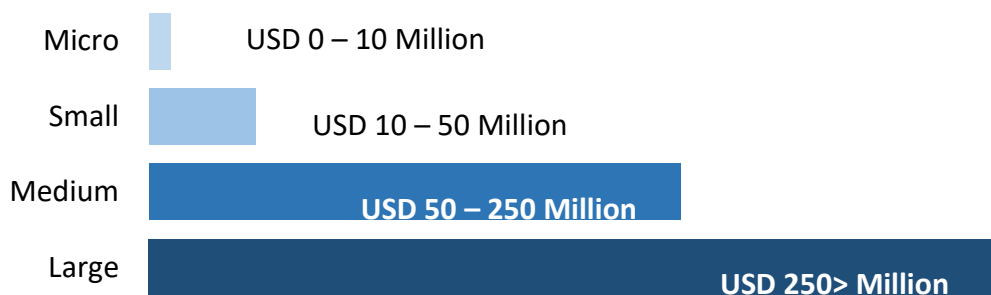 Micro USD 0 – 10 Million
Small USD 10 – 50 Million
Medium USD 50 – 250 Million
Large USD 250> Million